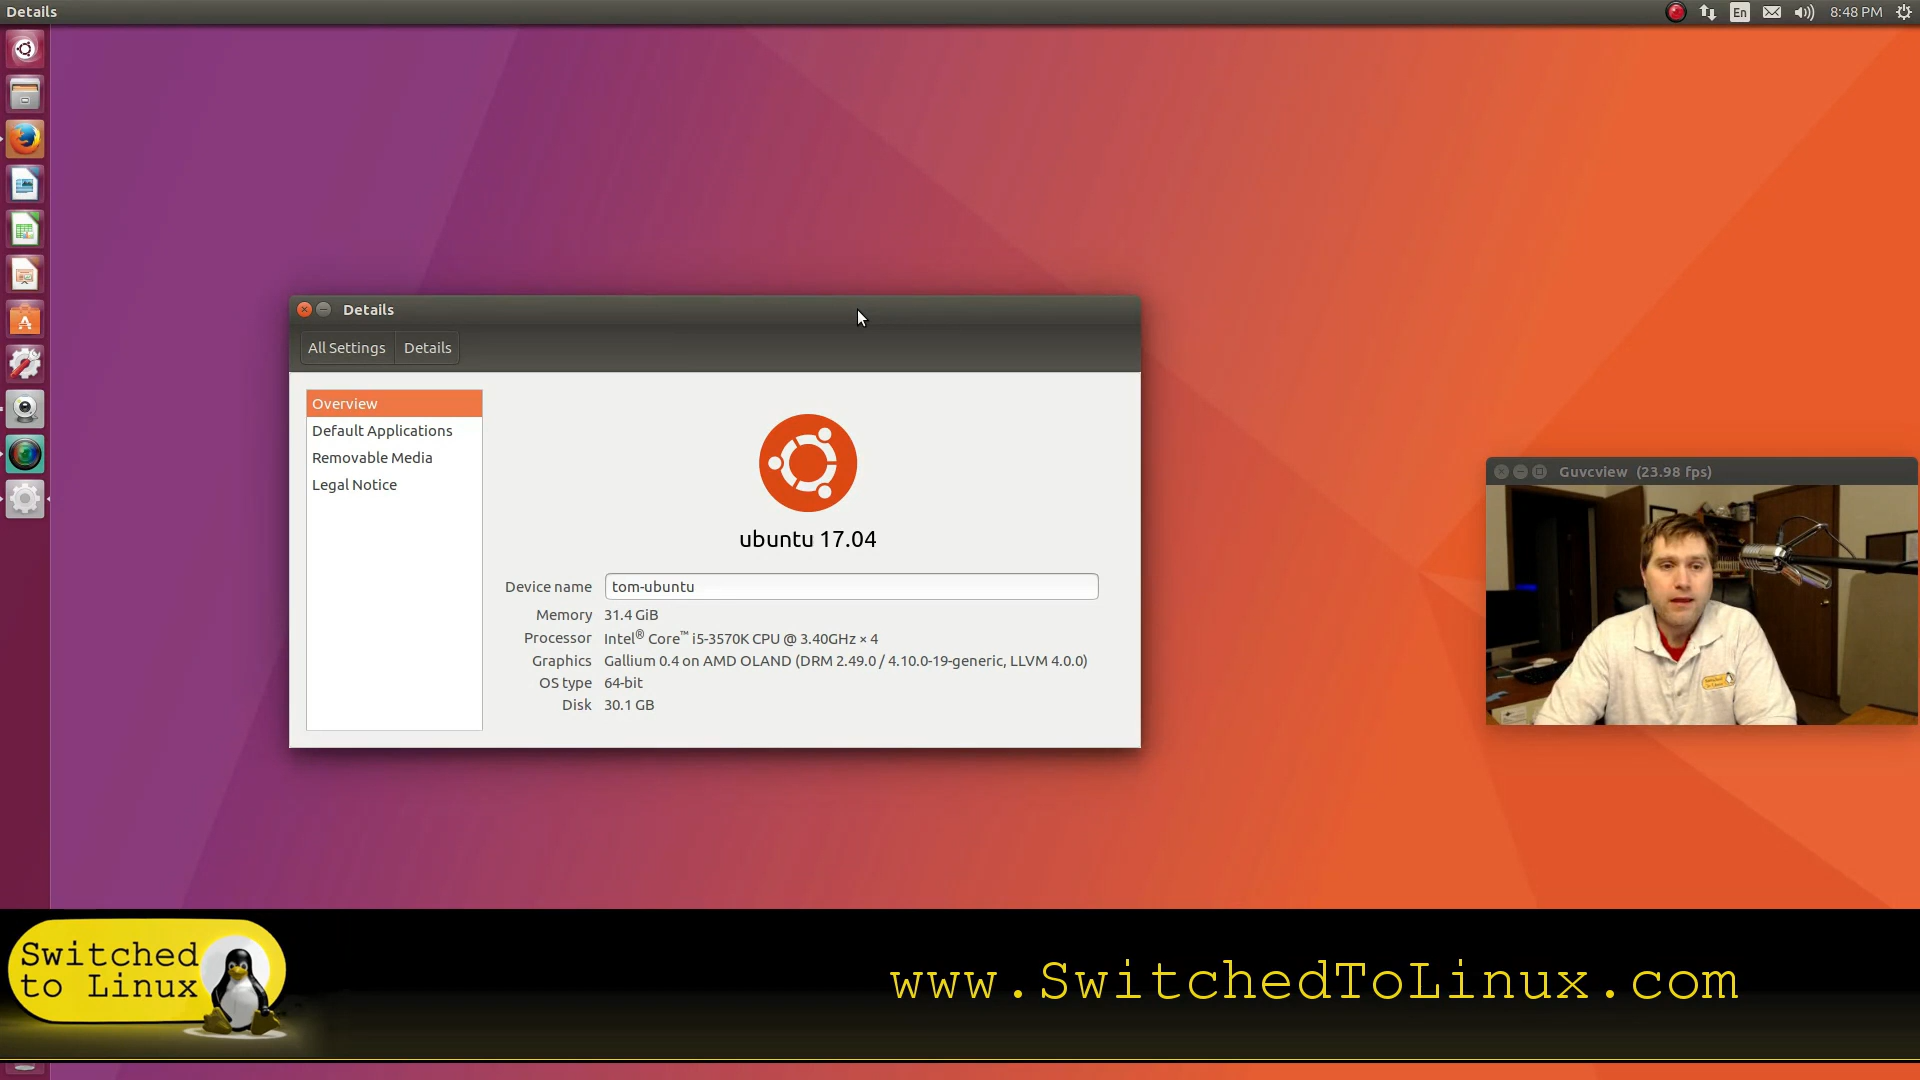 Details
En
8:48 PM
Details
All Settings
Details
Overview
Default Applications
Removable Media
Legal Notice
ubuntu 17.04
Device name tom-ubuntu
Memory 31.4 GiB
Processor Intel® Core™ i5-3570K CPU @ 3.40GHz × 4
Graphics Gallium 0.4 on AMD OLAND (DRM 2.49.0 / 4.10.0-19-generic, LLVM 4.0.0)
OS type 64-bit
Disk 30.1 GB
Guvcview (23.98 fps)
Switched
to Linux
www.SwitchedToLinux.com